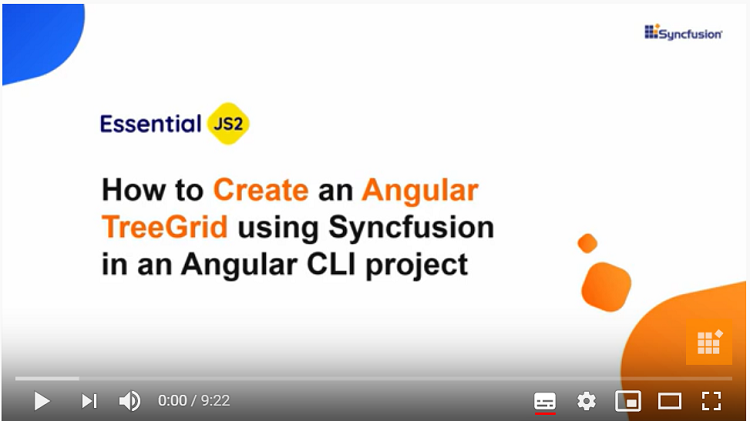 Syncfusion
Essential JS2
How to Create an Angular
TreeGrid using Syncfusion
in an Angular CLI project
0:00 / 9:22